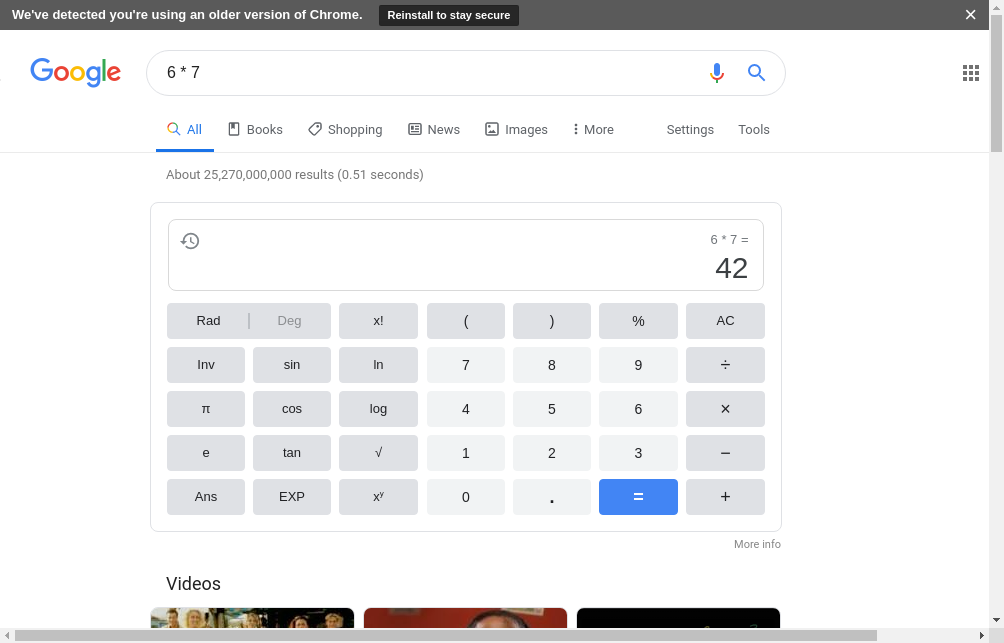 We've detected you're using an older version of Chrome. Reinstall to stay secure
Google 6 * 7
All Books Shopping News Images More Settings Tools
About 25,270,000,000 results (0.51 seconds)
6 * 7 =
42
Rad Deg x! ( ) % AC
Inv sin ln 7 8 9 ÷
π cos log 4 5 6 ×
e tan √ 1 2 3 −
Ans EXP xʸ 0 . = +
More info
Videos